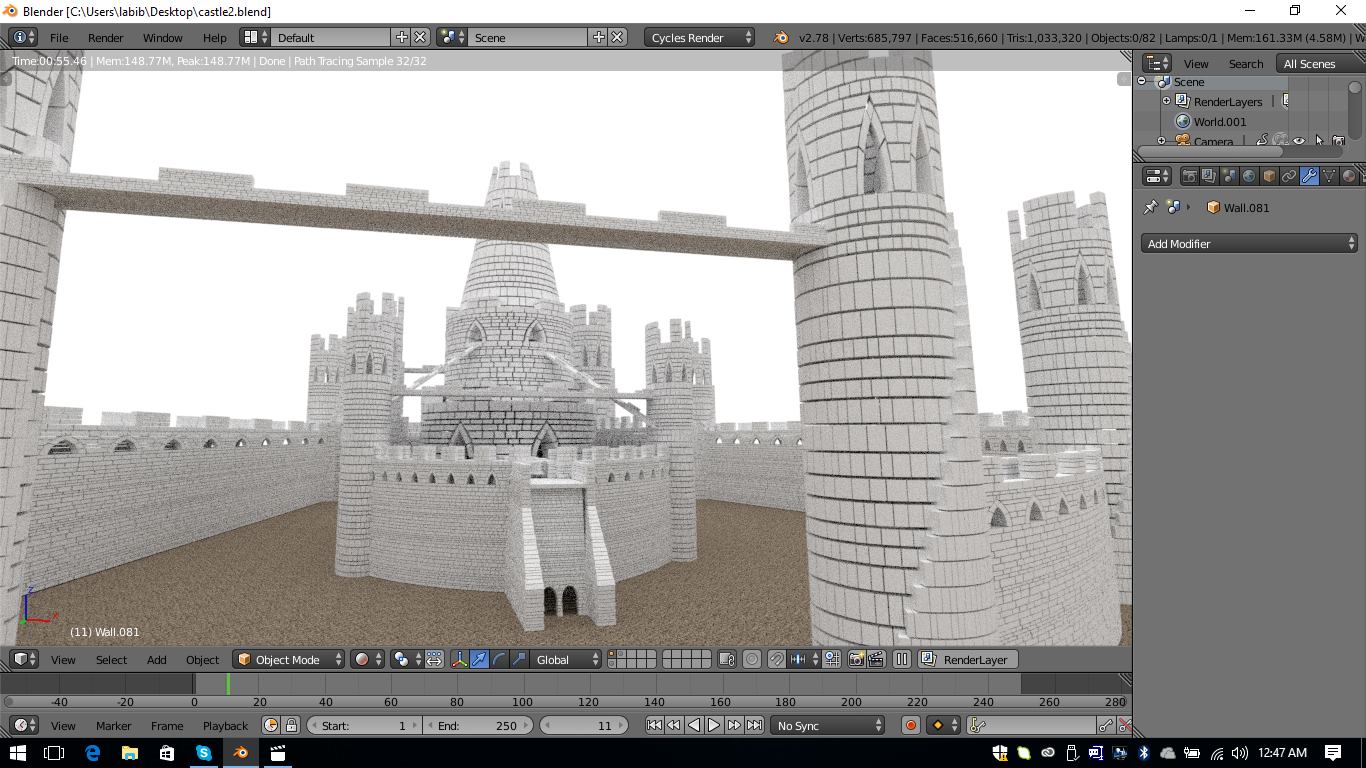 Blender [C:\Users\labib\Desktop\castle2.blend]
File Render Window Help Default Scene Cycles Render v2.78 | Verts:685,797 | Faces:516,660 | Tris:1,033,320 | Objects:0/82 | Lamps:0/1 | Mem:161.33M (4.58M) | W
Time:00:55.46 | Mem:148.77M, Peak:148.77M | Done | Path Tracing Sample 32/32
View Search All Scenes
Scene
RenderLayers |
World.001
Camera |
Wall.081
Add Modifier
z
x
(11) Wall.081
View Select Add Object Object Mode Global RenderLayer
-40 -20 0 20 40 60 80 100 120 140 160 180 200 220 240 260 280
View Marker Frame Playback Start: 1 End: 250 11 No Sync
12:47 AM